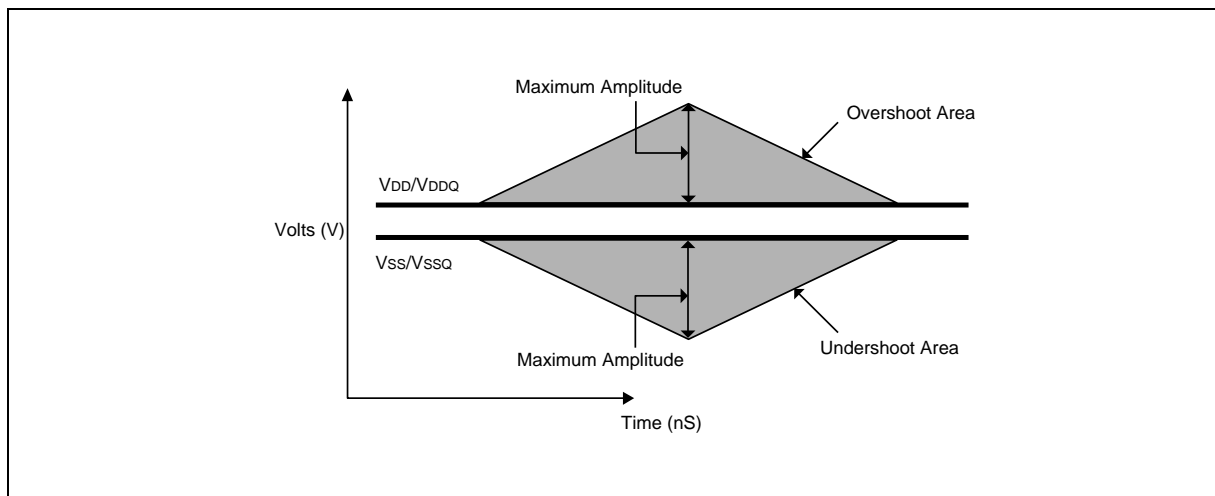 Maximum Amplitude
Overshoot Area
VDD/VDDQ
Volts (V)
VSS/VSSQ
Maximum Amplitude
Undershoot Area
Time (nS)